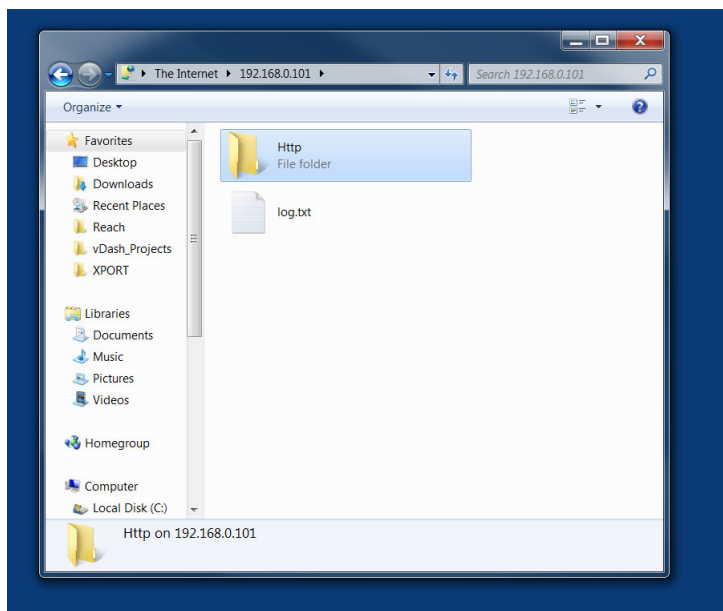 The Internet ▸ 192.168.0.101 ▸
Search 192.168.0.101
Organize
Favorites
Desktop
Downloads
Recent Places
Reach
vDash_Projects
XPORT
Libraries
Documents
Music
Pictures
Videos
Homegroup
Computer
Local Disk (C:)
Http
File folder
log.txt
Http on 192.168.0.101